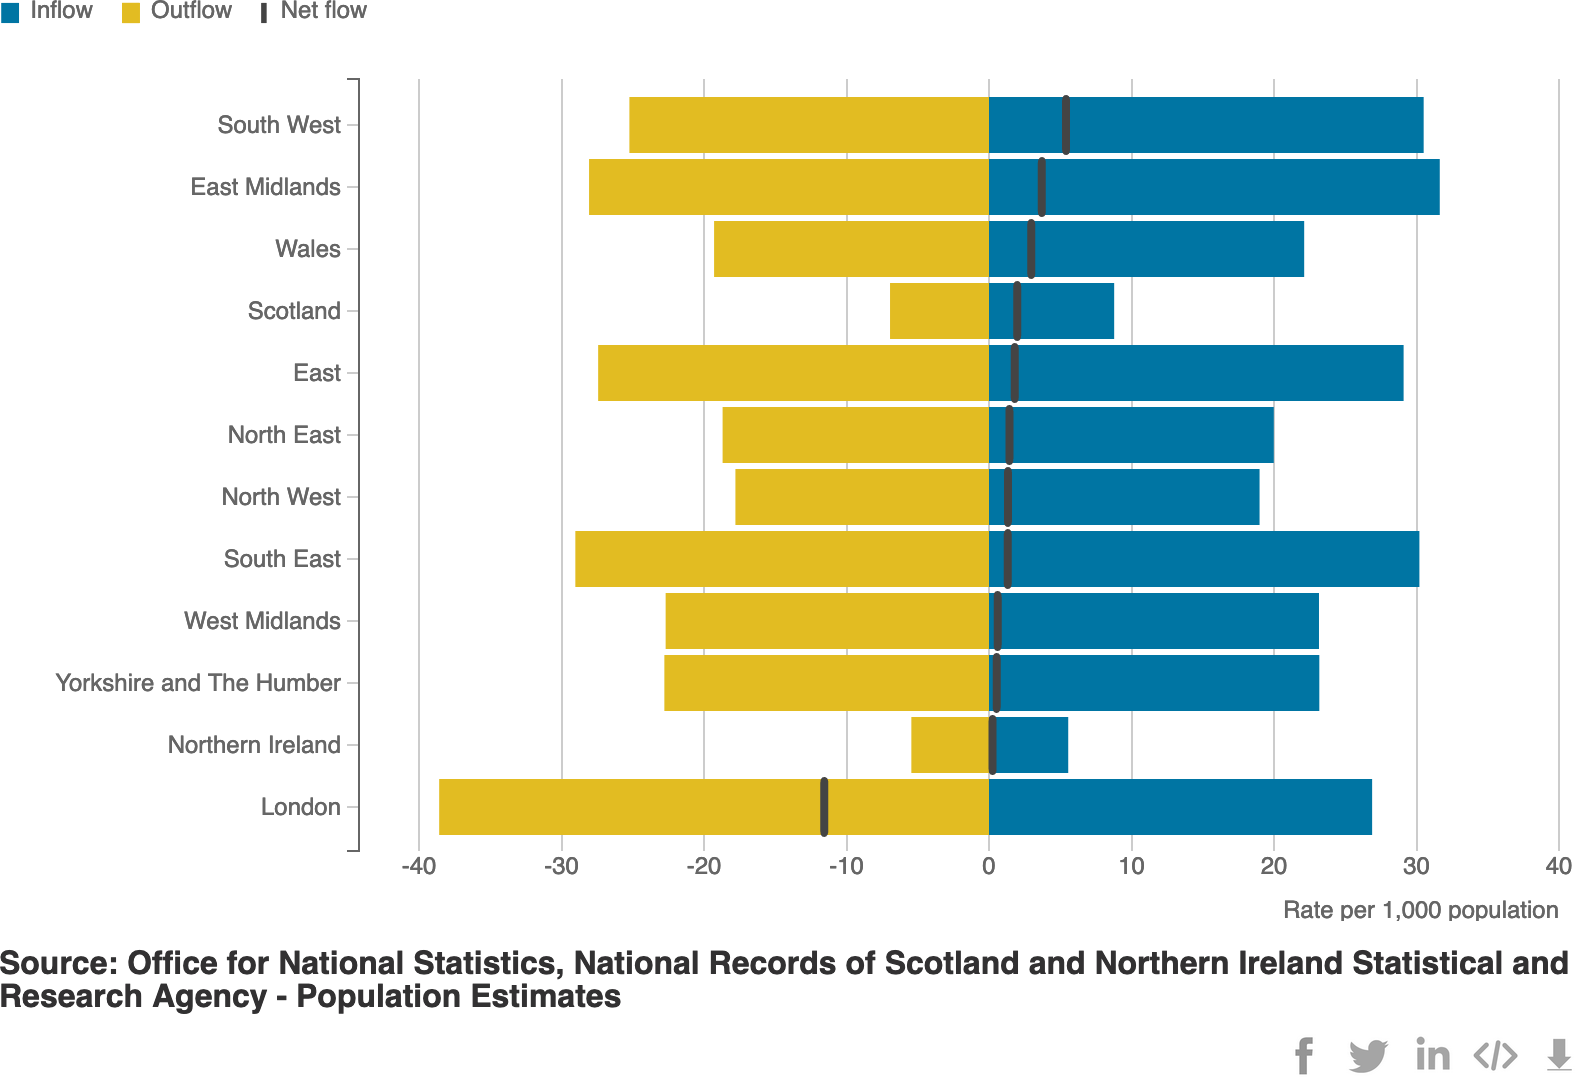 Inflow Outflow Net flow
South West
East Midlands
Wales
Scotland
East
North East
North West
South East
West Midlands
Yorkshire and The Humber
Northern Ireland
London
-40 -30 -20 -10 0 10 20 30 40
Rate per 1,000 population
Source: Office for National Statistics, National Records of Scotland and Northern Ireland Statistical and
Research Agency - Population Estimates